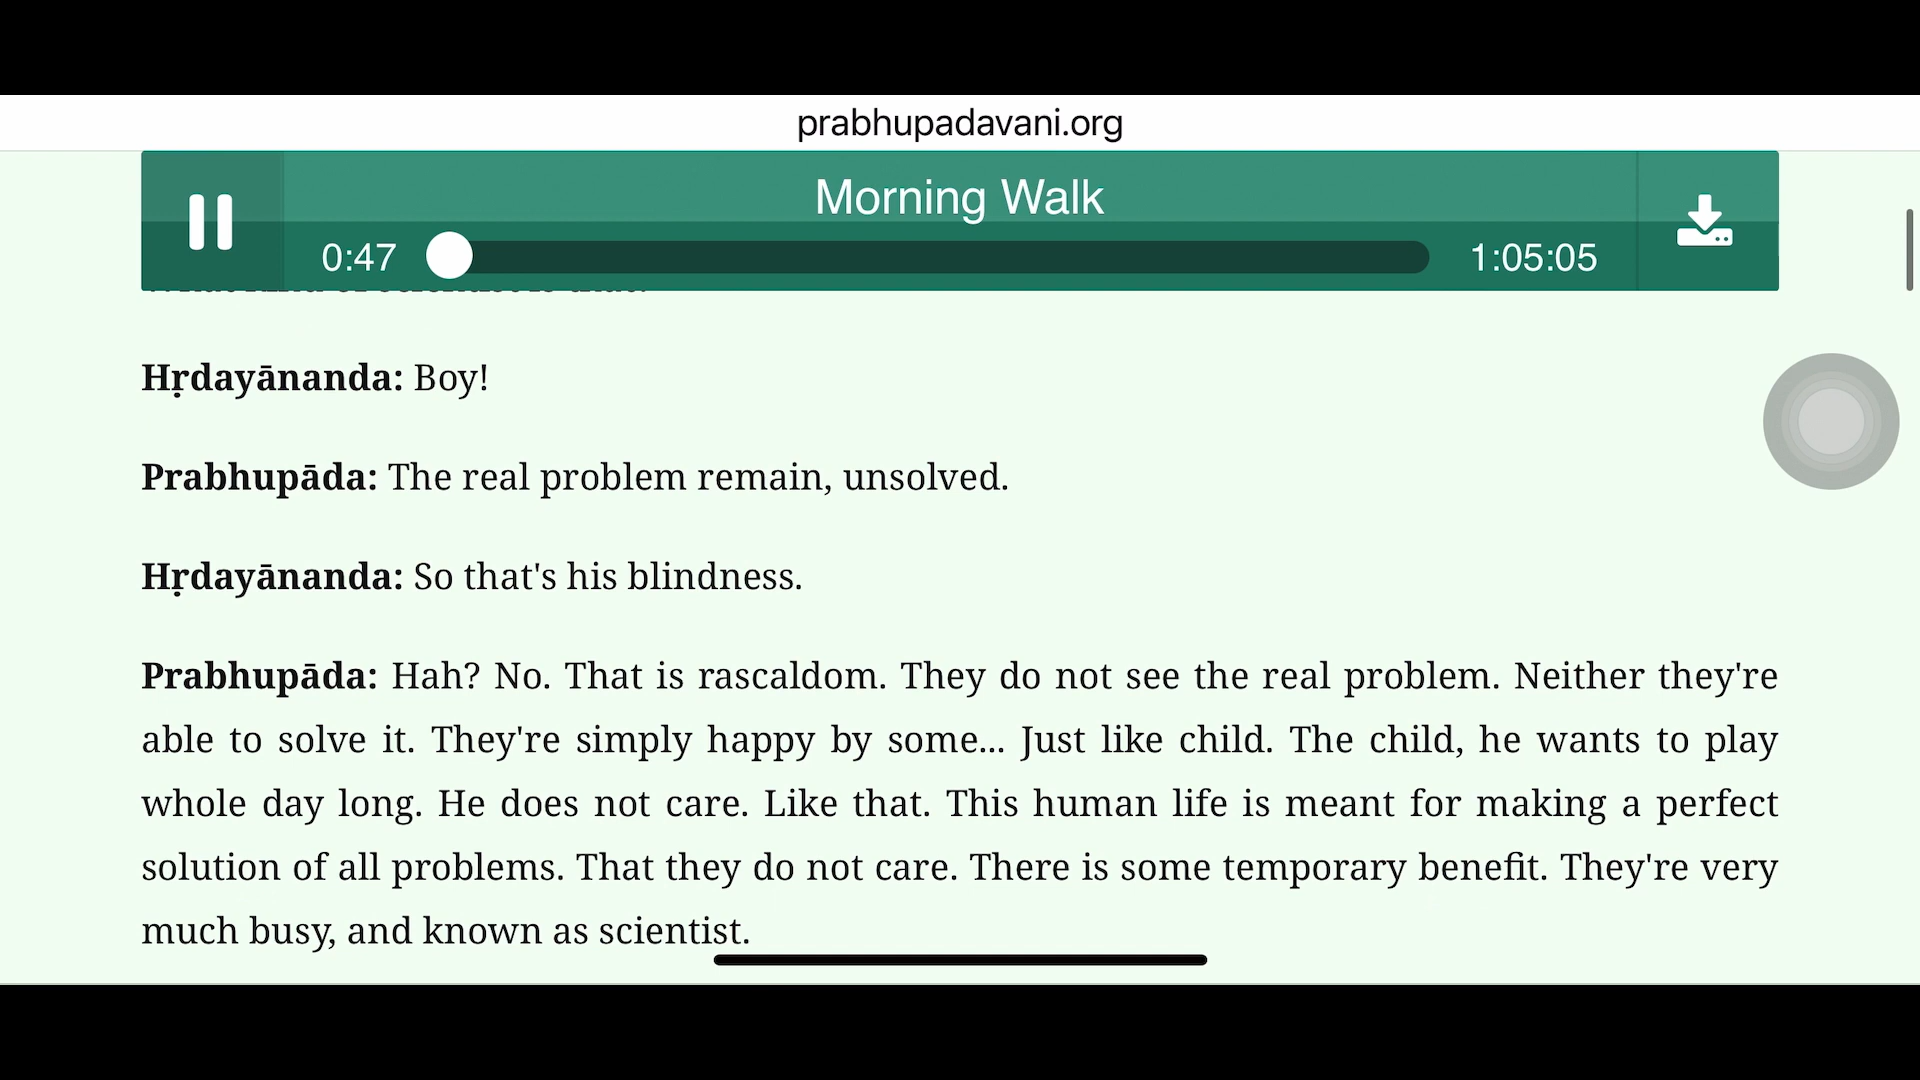 prabhupadavani.org
Morning Walk
0:47
1:05:05
Hṛdayānanda: Boy!
Prabhupāda: The real problem remain, unsolved.
Hṛdayānanda: So that's his blindness.
Prabhupāda: Hah? No. That is rascaldom. They do not see the real problem. Neither they're
able to solve it. They're simply happy by some... Just like child. The child, he wants to play
whole day long. He does not care. Like that. This human life is meant for making a perfect
solution of all problems. That they do not care. There is some temporary benefit. They're very
much busy, and known as scientist.